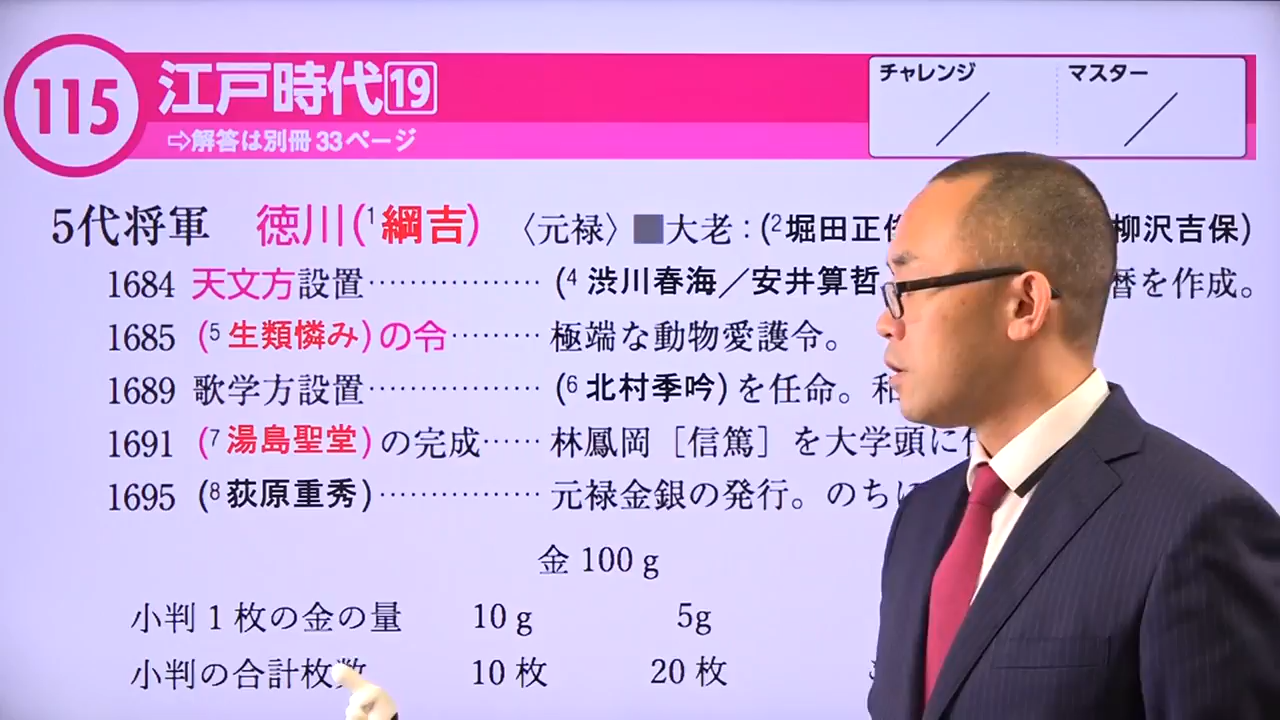 115 江戸時代19
⇨解答は別冊33ページ
チャレンジ マスター
5代将軍 徳川(1綱吉) 〈元禄〉■大老:(2堀田正 柳沢吉保)
1684 天文方設置……………… (4 渋川春海/安井算哲 暦を作成。
1685 (5 生類憐み)の令……… 極端な動物愛護令。
1689 歌学方設置……………… (6 北村季吟)を任命。
1691 (7 湯島聖堂)の完成…… 林鳳岡[信篤]を大学頭に
1695 (8 荻原重秀)……………… 元禄金銀の発行。のち
金 100 g
小判 1 枚の金の量 10 g 5g
小判の合計枚数 10 枚 20 枚